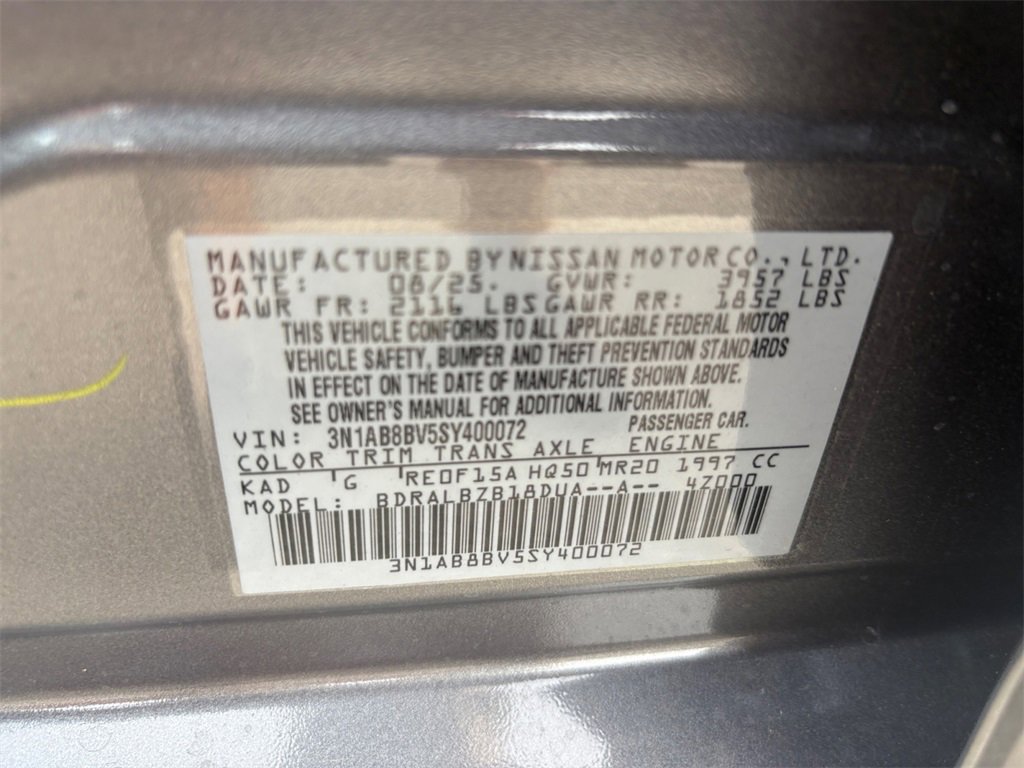 MANUFACTURED BY NISSAN MOTOR CO., LTD.
DATE: 08/25. GVWR: 3957 LBS
GAWR FR: 2116 LBS GAWR RR: 1852 LBS
THIS VEHICLE CONFORMS TO ALL APPLICABLE FEDERAL MOTOR
VEHICLE SAFETY, BUMPER AND THEFT PREVENTION STANDARDS
IN EFFECT ON THE DATE OF MANUFACTURE SHOWN ABOVE.
SEE OWNER'S MANUAL FOR ADDITIONAL INFORMATION.
VIN: 3N1AB8BV5SY400072 PASSENGER CAR.
COLOR TRIM TRANS AXLE ENGINE
KAD G RE0F15A HQ50 MR20 1997 CC
MODEL: BDRALBZB18DUA--A-- 4Z000
3N1AB8BV5SY400072